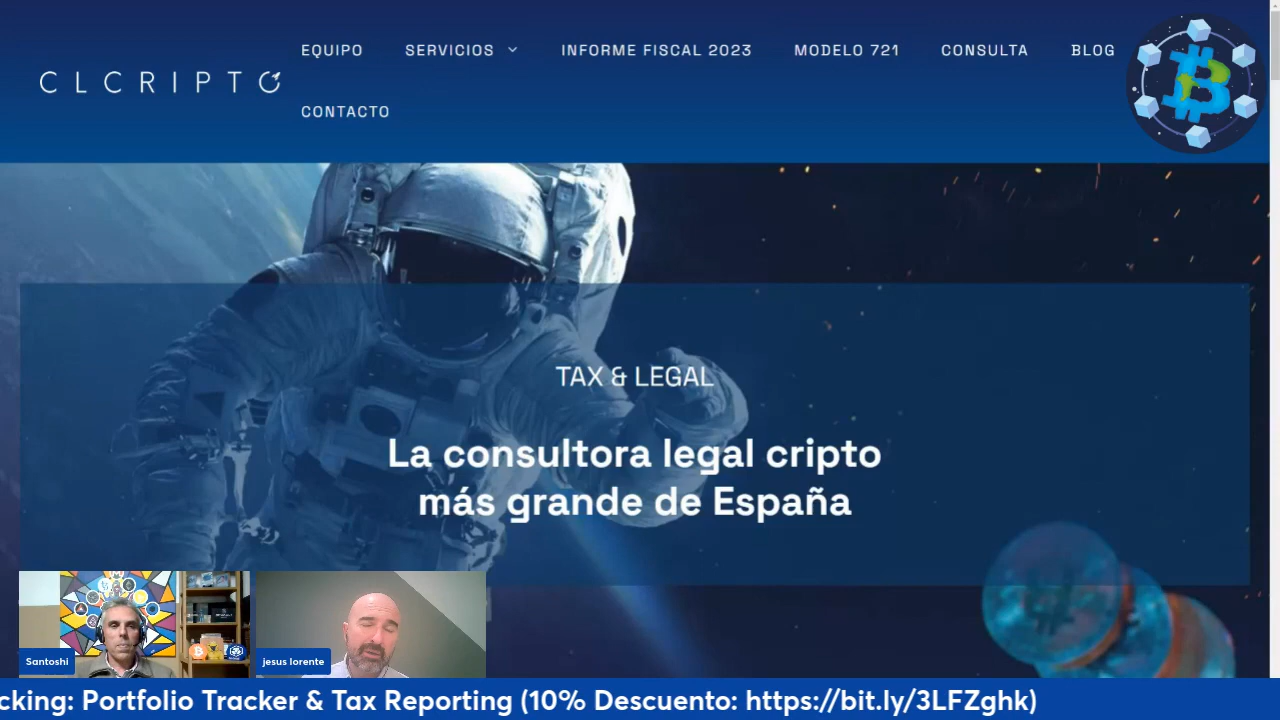 CLCRIPTO
EQUIPO
SERVICIOS
INFORME FISCAL 2023
MODELO 721
CONSULTA
BLOG
CONTACTO
TAX & LEGAL
La consultora legal cripto
más grande de España
Santoshi
jesus lorente
cking: Portfolio Tracker & Tax Reporting (10% Descuento: https://bit.ly/3LFZghk)